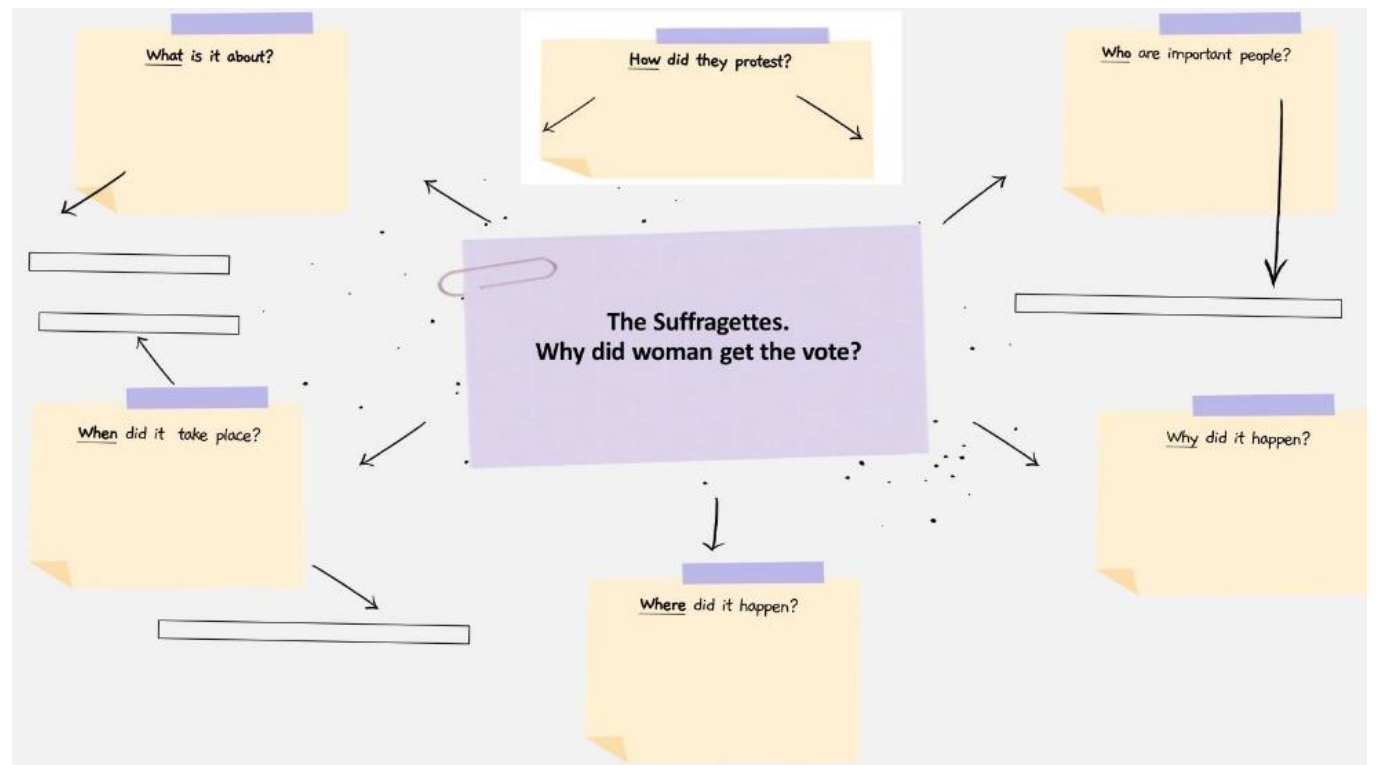 What is it about?
How did they protest?
Who are important people?
The Suffragettes.
Why did woman get the vote?
When did it take place?
Why did it happen?
Where did it happen?